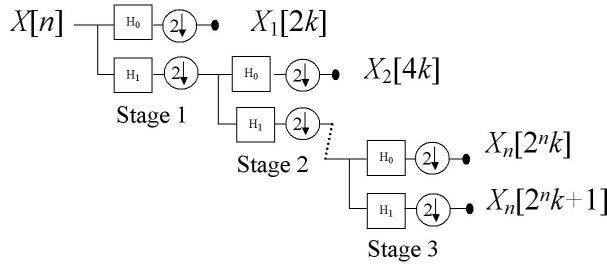 X[n] H₀ 2↓ X₁[2k]
H₁ 2↓ H₀ 2↓ X₂[4k]
Stage 1
H₁ 2↓
Stage 2
H₀ 2↓ Xₙ[2ⁿk]
H₁ 2↓ Xₙ[2ⁿk+1]
Stage 3